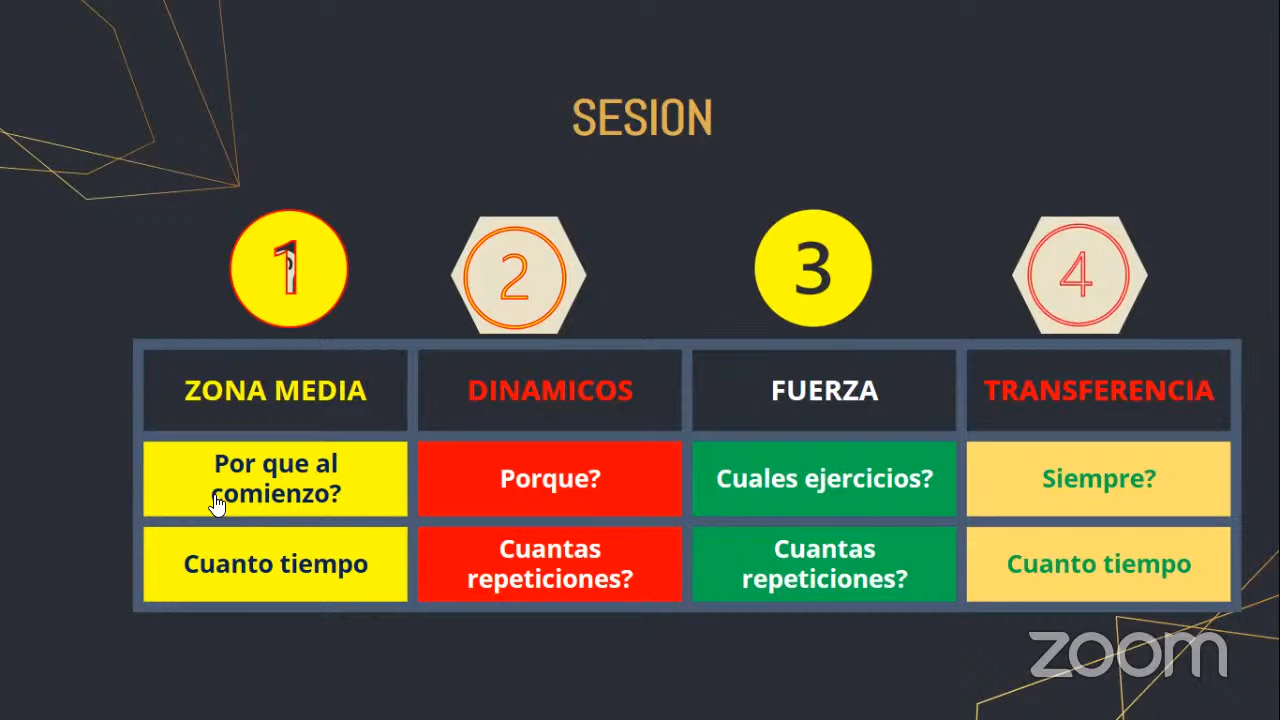 SESION
1
2
3
4
ZONA MEDIA
DINAMICOS
FUERZA
TRANSFERENCIA
Por que al
comienzo?
Porque?
Cuales ejercicios?
Siempre?
Cuanto tiempo
Cuantas
repeticiones?
Cuantas
repeticiones?
Cuanto tiempo
zoom